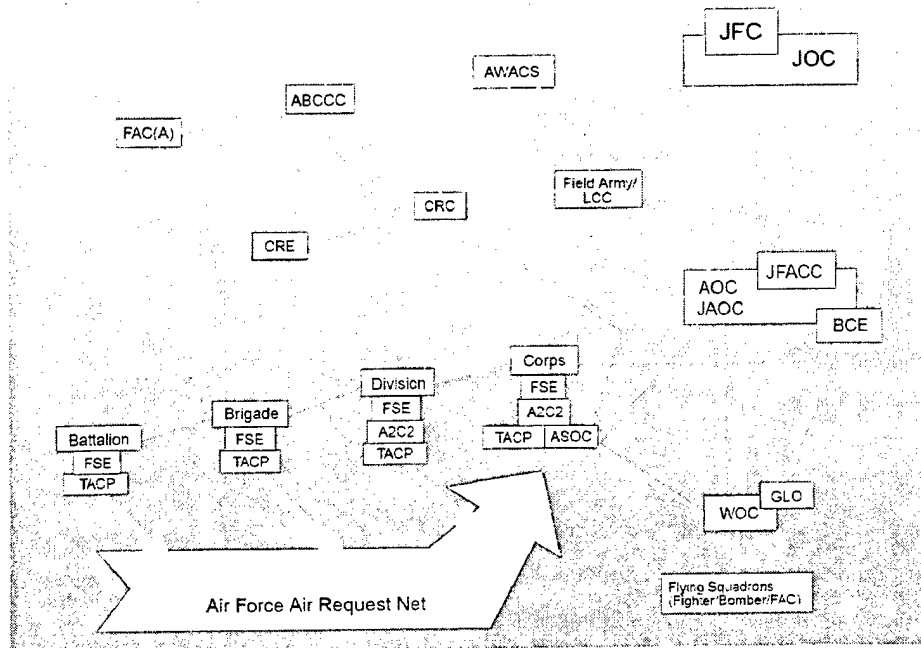 JFC
JOC
AWACS
ABCCC
FAC(A)
Field Army/
LCC
CRC
CRE
JFACC
AOC
JAOC
BCE
Corps
FSE
A2C2
TACP ASOC
Division
FSE
A2C2
TACP
Brigade
FSE
TACP
Battalion
FSE
TACP
GLO
WOC
Flying Squadrons
(Fighter/Bomber/FAC)
Air Force Air Request Net